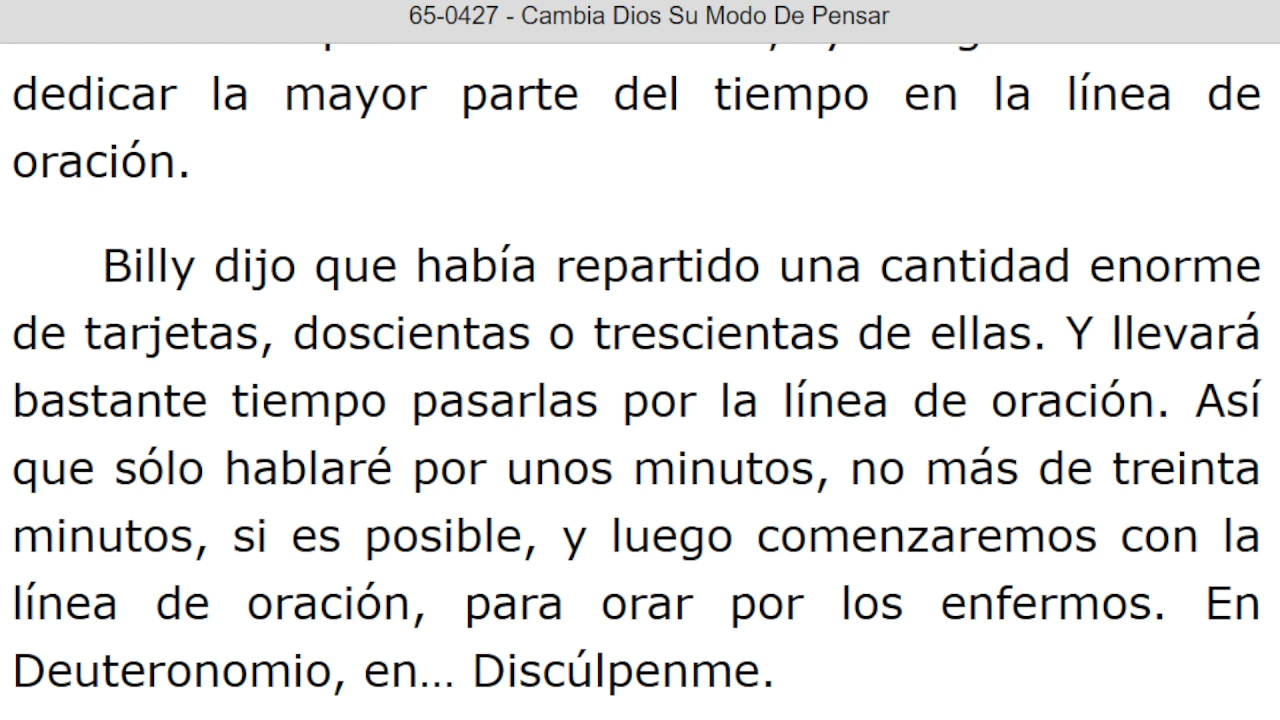 65-0427 - Cambia Dios Su Modo De Pensar
dedicar la mayor parte del tiempo en la línea de
oración.
Billy dijo que había repartido una cantidad enorme
de tarjetas, doscientas o trescientas de ellas. Y llevará
bastante tiempo pasarlas por la línea de oración. Así
que sólo hablaré por unos minutos, no más de treinta
minutos, si es posible, y luego comenzaremos con la
línea de oración, para orar por los enfermos. En
Deuteronomio, en… Discúlpenme.